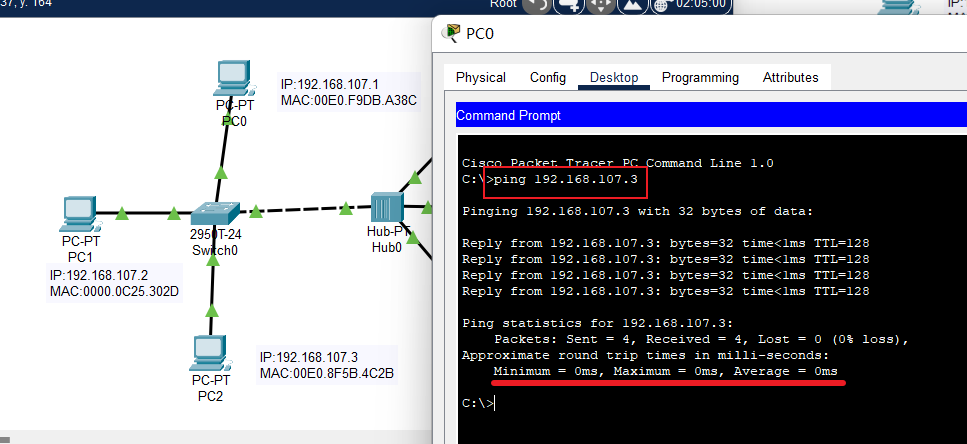 37, y: 164
Root
02:05:00
PC0
Physical Config Desktop Programming Attributes
Command Prompt
Cisco Packet Tracer PC Command Line 1.0
C:\>ping 192.168.107.3
Pinging 192.168.107.3 with 32 bytes of data:
Reply from 192.168.107.3: bytes=32 time<1ms TTL=128
Reply from 192.168.107.3: bytes=32 time<1ms TTL=128
Reply from 192.168.107.3: bytes=32 time<1ms TTL=128
Reply from 192.168.107.3: bytes=32 time<1ms TTL=128
Ping statistics for 192.168.107.3:
Packets: Sent = 4, Received = 4, Lost = 0 (0% loss),
Approximate round trip times in milli-seconds:
Minimum = 0ms, Maximum = 0ms, Average = 0ms
C:\>
PC-PT
PC0
IP:192.168.107.1
MAC:00E0.F9DB.A38C
PC-PT
PC1
IP:192.168.107.2
MAC:0000.0C25.302D
2950T-24
Switch0
Hub-PT
Hub0
PC-PT
PC2
IP:192.168.107.3
MAC:00E0.8F5B.4C2B